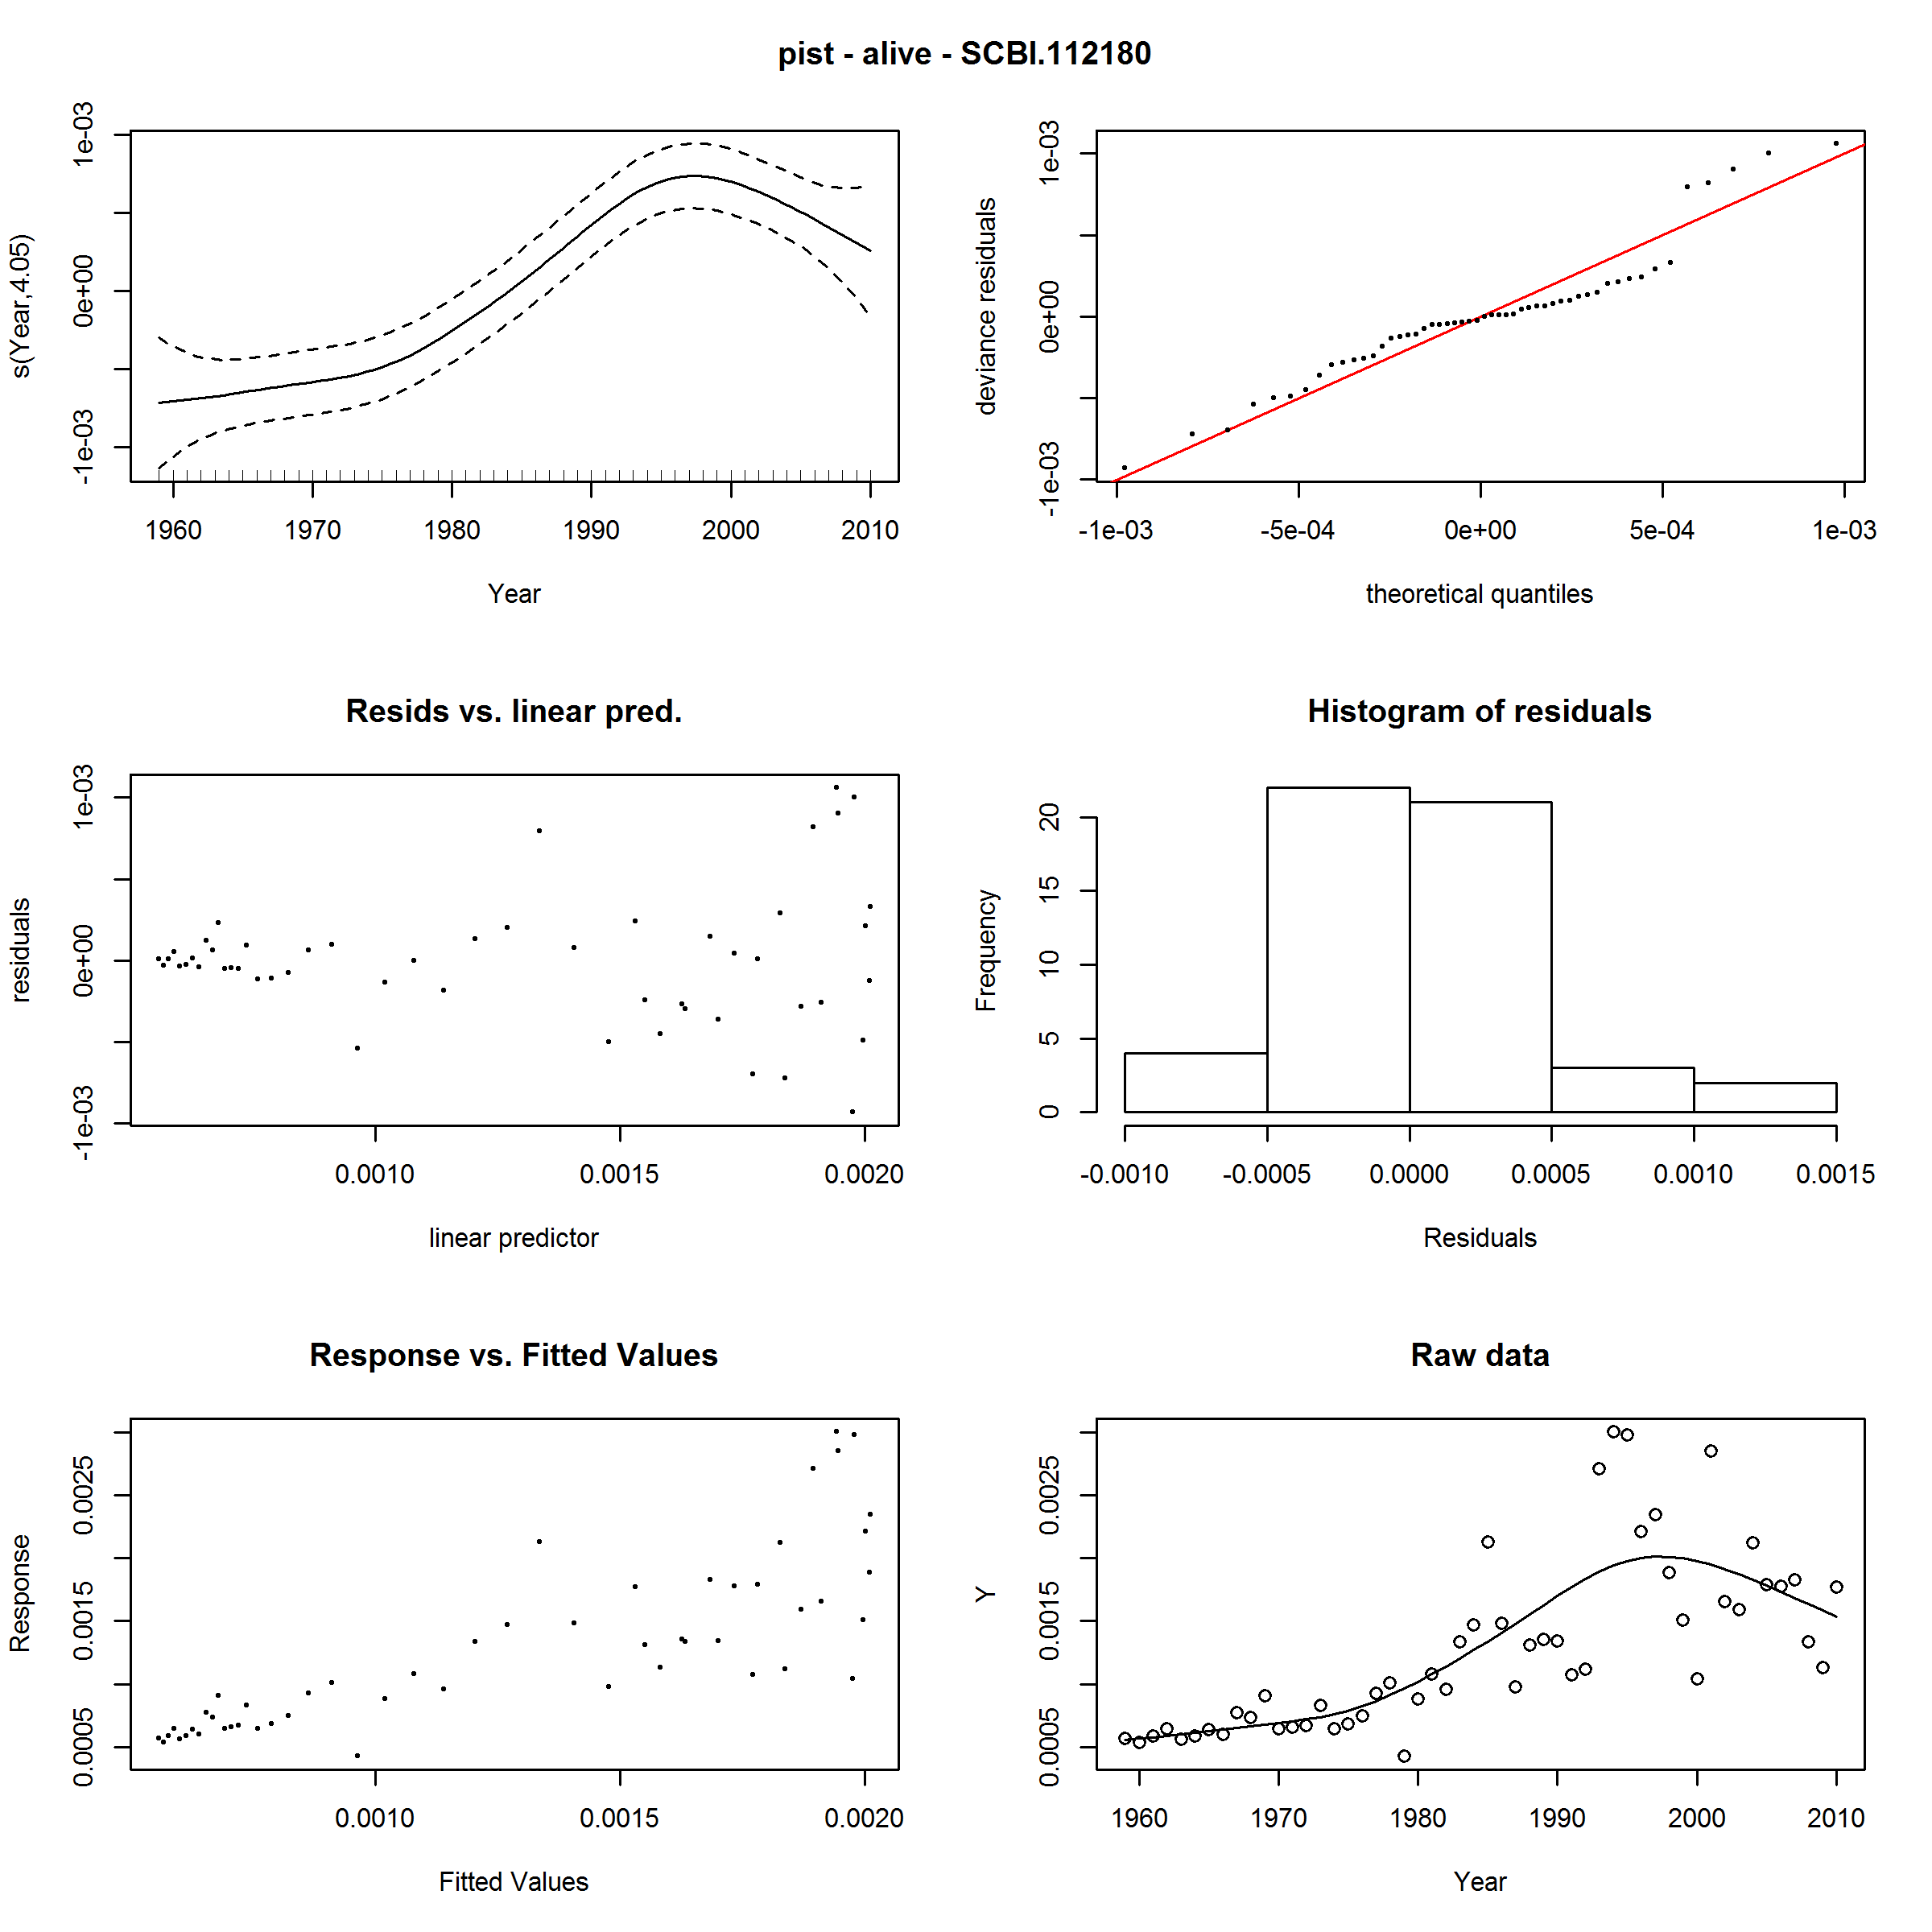 pist - alive - SCBI.112180
s(Year,4.05)
-1e-03 0e+00 1e-03
1960 1970 1980 1990 2000 2010
Year
deviance residuals
-1e-03 0e+00 1e-03
-1e-03 -5e-04 0e+00 5e-04 1e-03
theoretical quantiles
Resids vs. linear pred.
residuals
-1e-03 0e+00 1e-03
0.0010 0.0015 0.0020
linear predictor
Histogram of residuals
Frequency
0 5 10 15 20
-0.0010 -0.0005 0.0000 0.0005 0.0010 0.0015
Residuals
Response vs. Fitted Values
Response
0.0005 0.0015 0.0025
0.0010 0.0015 0.0020
Fitted Values
Raw data
Y
0.0005 0.0015 0.0025
1960 1970 1980 1990 2000 2010
Year